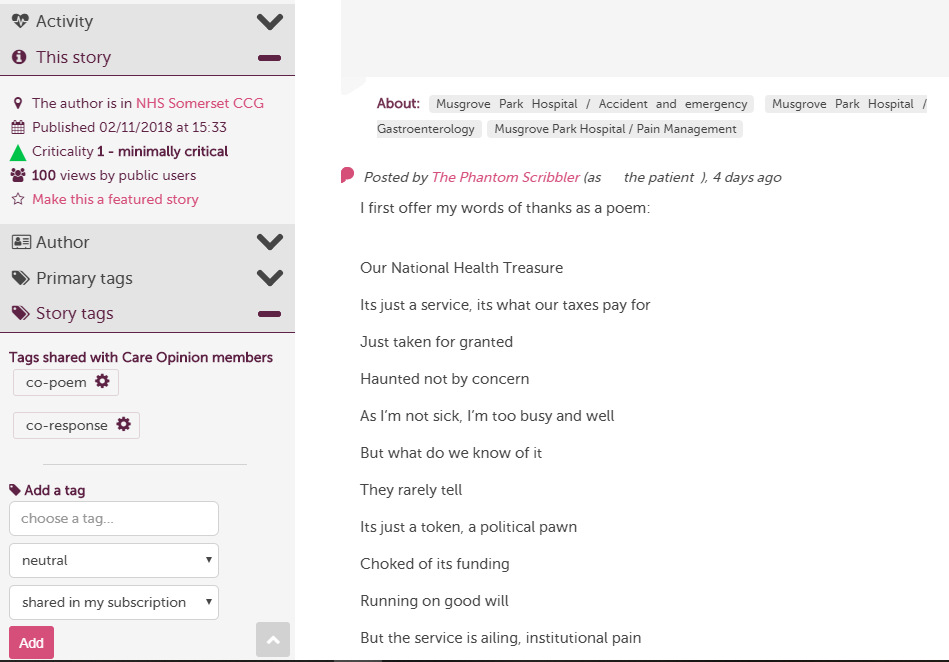 Activity
This story
The author is in NHS Somerset CCG
Published 02/11/2018 at 15:33
Criticality 1 - minimally critical
100 views by public users
Make this a featured story
Author
Primary tags
Story tags
Tags shared with Care Opinion members
co-poem
co-response
Add a tag
choose a tag...
neutral
shared in my subscription
Add
About: Musgrove Park Hospital / Accident and emergency Musgrove Park Hospital /
Gastroenterology Musgrove Park Hospital / Pain Management
Posted by The Phantom Scribbler (as the patient ), 4 days ago
I first offer my words of thanks as a poem:
Our National Health Treasure
Its just a service, its what our taxes pay for
Just taken for granted
Haunted not by concern
As I’m not sick, I’m too busy and well
But what do we know of it
They rarely tell
Its just a token, a political pawn
Choked of its funding
Running on good will
But the service is ailing, institutional pain